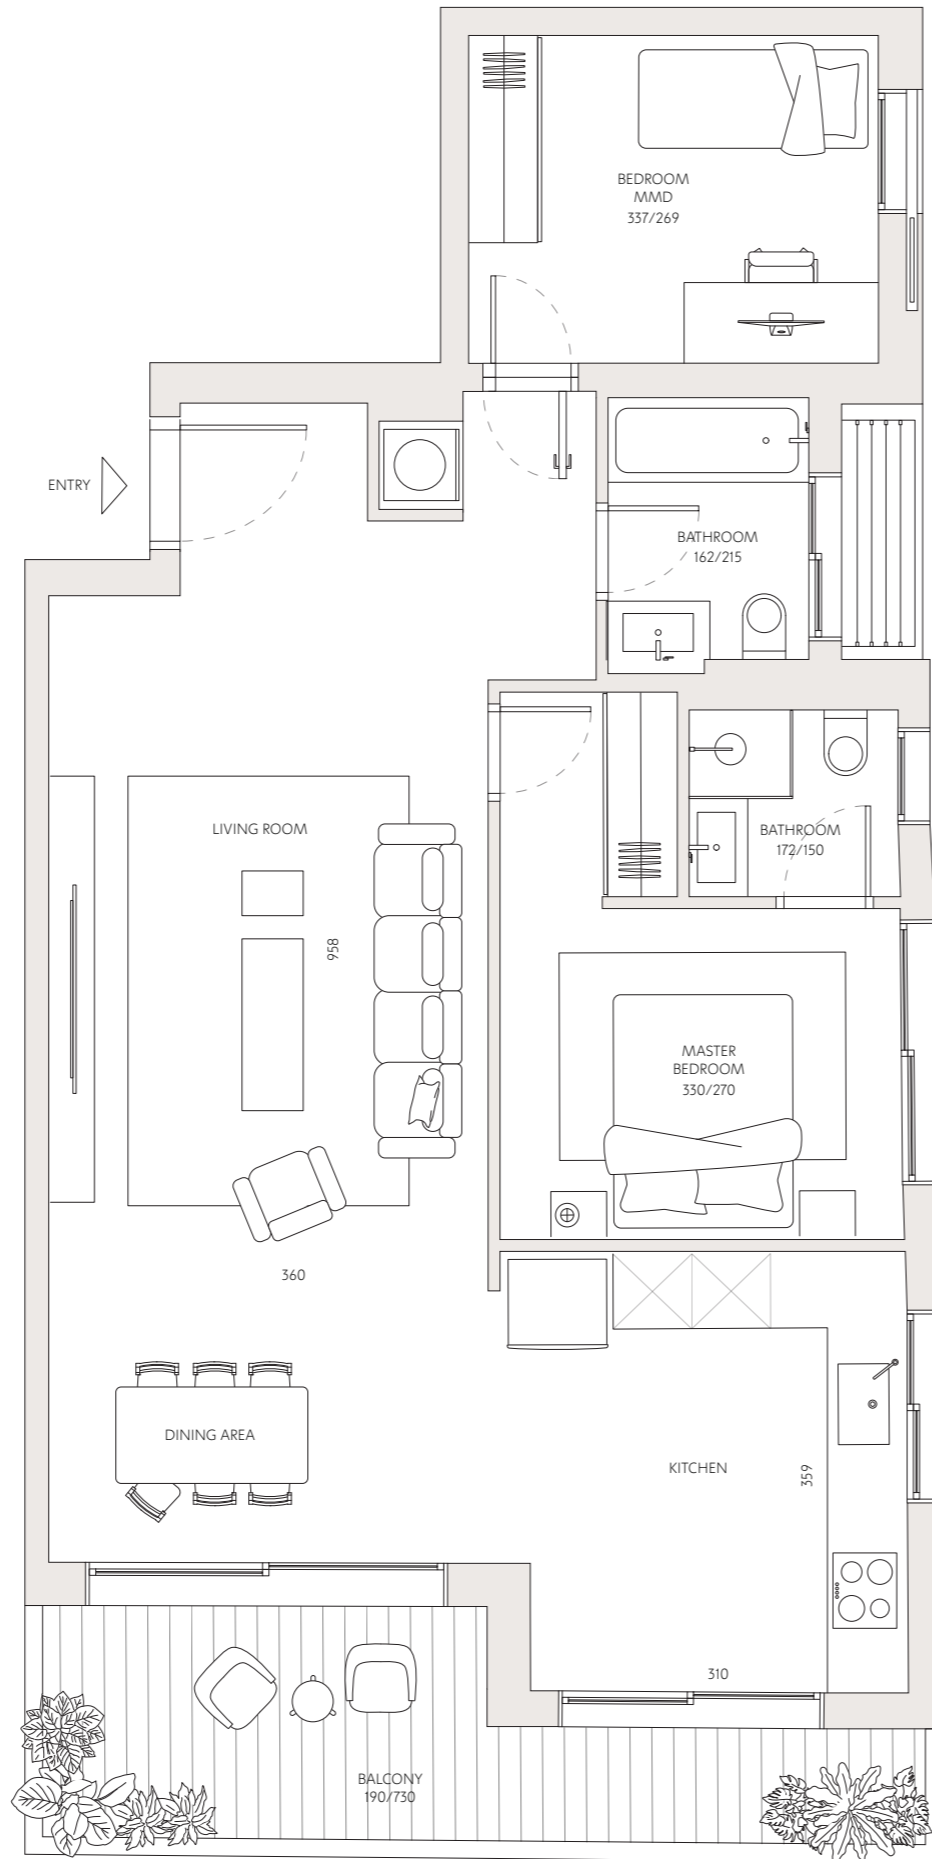 BEDROOM
MMD
337/269
ENTRY
BATHROOM
162/215
LIVING ROOM
BATHROOM
172/150
958
MASTER
BEDROOM
330/270
360
DINING AREA
KITCHEN
359
310
BALCONY
190/730